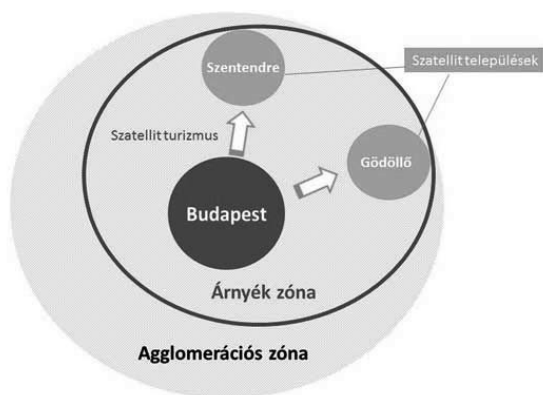 Szentendre
Szatellit települések
Szatellit turizmus
Gödöllő
Budapest
Árnyék zóna
Agglomerációs zóna